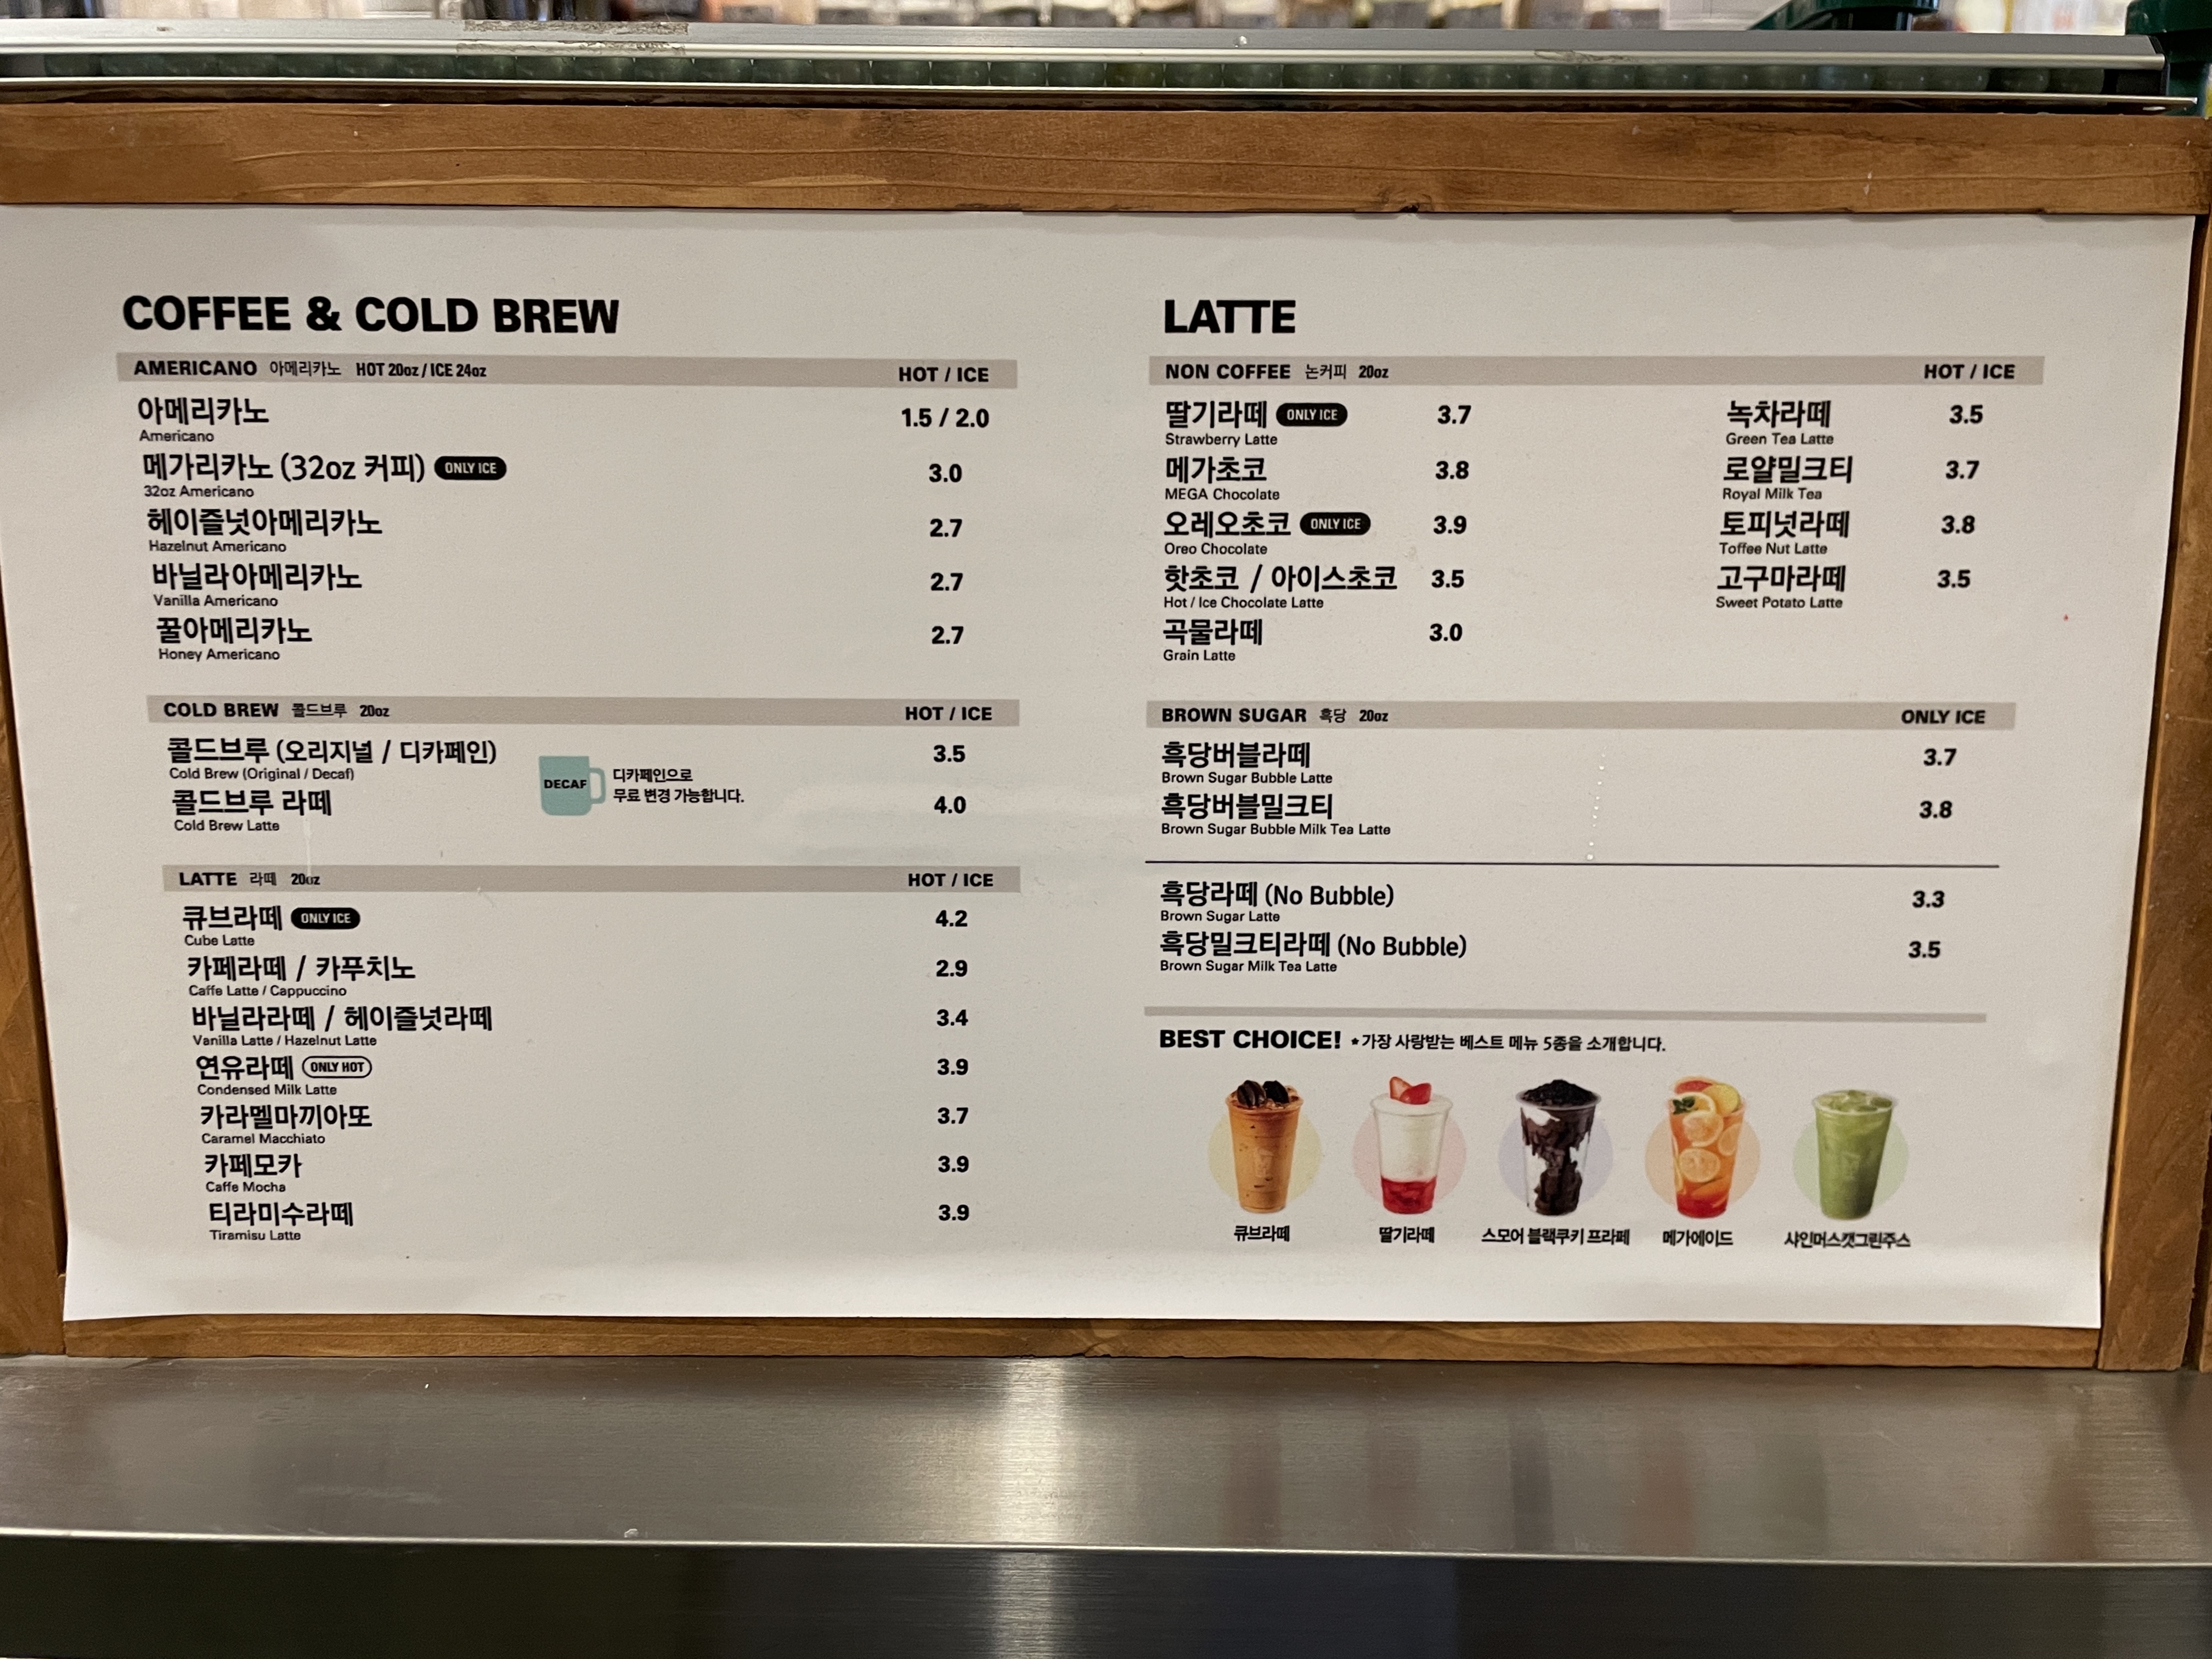 COFFEE & COLD BREW
AMERICANO 아메리카노 HOT 20oz / ICE 24oz HOT / ICE
아메리카노 1.5 / 2.0
Americano
메가리카노 (32oz 커피) ONLY ICE 3.0
32oz Americano
헤이즐넛아메리카노 2.7
Hazelnut Americano
바닐라아메리카노 2.7
Vanilla Americano
꿀아메리카노 2.7
Honey Americano
COLD BREW 콜드브루 20oz HOT / ICE
콜드브루 (오리지널 / 디카페인) 3.5
Cold Brew (Original / Decaf)
콜드브루 라떼 4.0
Cold Brew Latte
DECAF
디카페인으로
무료 변경 가능합니다.
LATTE 라떼 20oz HOT / ICE
큐브라떼 ONLY ICE 4.2
Cube Latte
카페라떼 / 카푸치노 2.9
Caffe Latte / Cappuccino
바닐라라떼 / 헤이즐넛라떼 3.4
Vanilla Latte / Hazelnut Latte
연유라떼 ONLY HOT 3.9
Condensed Milk Latte
카라멜마끼아또 3.7
Caramel Macchiato
카페모카 3.9
Caffe Mocha
티라미수라떼 3.9
Tiramisu Latte
LATTE
NON COFFEE 논커피 20oz HOT / ICE
딸기라떼 ONLY ICE 3.7
Strawberry Latte
메가초코 3.8
MEGA Chocolate
오레오초코 ONLY ICE 3.9
Oreo Chocolate
핫초코 / 아이스초코 3.5
Hot / Ice Chocolate Latte
곡물라떼 3.0
Grain Latte
녹차라떼 3.5
Green Tea Latte
로얄밀크티 3.7
Royal Milk Tea
토피넛라떼 3.8
Toffee Nut Latte
고구마라떼 3.5
Sweet Potato Latte
BROWN SUGAR 흑당 20oz ONLY ICE
흑당버블라떼 3.7
Brown Sugar Bubble Latte
흑당버블밀크티 3.8
Brown Sugar Bubble Milk Tea Latte
흑당라떼 (No Bubble) 3.3
Brown Sugar Latte
흑당밀크티라떼 (No Bubble) 3.5
Brown Sugar Milk Tea Latte
BEST CHOICE! *가장 사랑받는 베스트 메뉴 5종을 소개합니다.
큐브라떼 딸기라떼 스모어 블랙쿠키 프라페 메가에이드 샤인머스캣그린주스